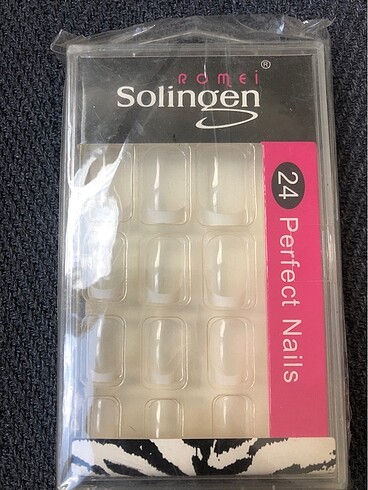 ROMEI
Solingen®
24 Perfect Nails